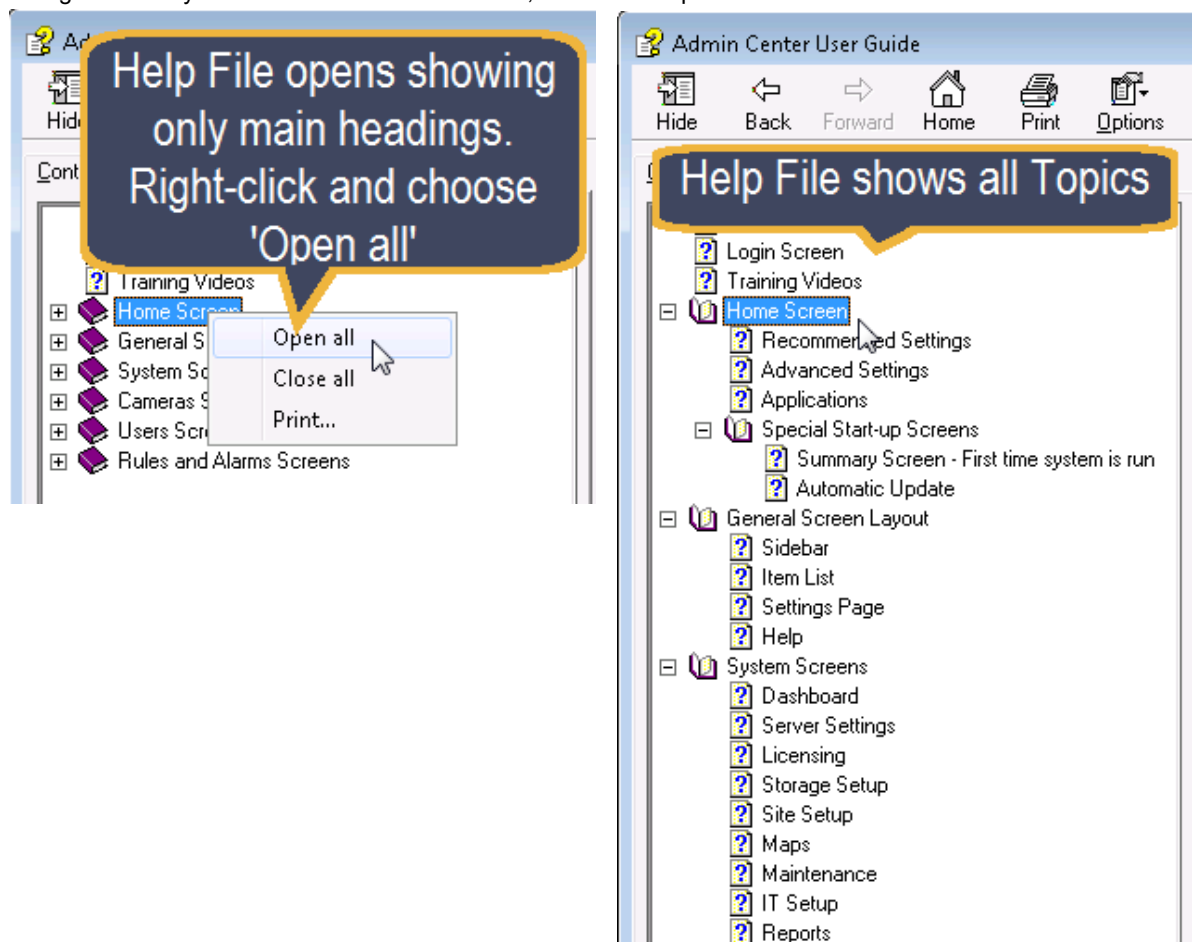 Help File opens showing
only main headings.
Right-click and choose
'Open all'
Training Videos
Home Screen
General S
System Sc
Cameras S
Users Scr
Rules and Alarms Screens
Open all
Close all
Print...
Admin Center User Guide
Hide Back Forward Home Print Options
Help File shows all Topics
Login Screen
Training Videos
Home Screen
Recommended Settings
Advanced Settings
Applications
Special Start-up Screens
Summary Screen - First time system is run
Automatic Update
General Screen Layout
Sidebar
Item List
Settings Page
Help
System Screens
Dashboard
Server Settings
Licensing
Storage Setup
Site Setup
Maps
Maintenance
IT Setup
Reports